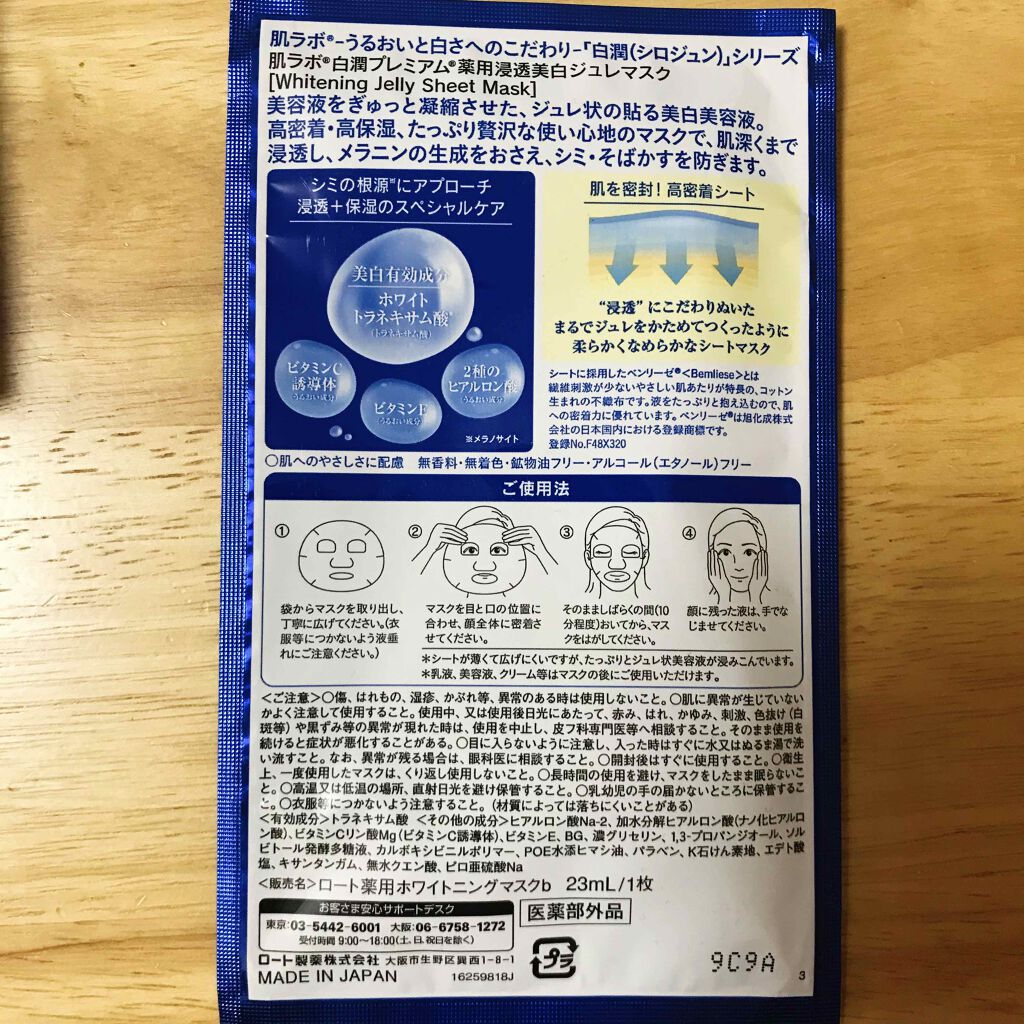 肌ラボ®-うるおいと白さへのこだわり-「白潤(シロジュン)」シリーズ
肌ラボ®白潤プレミアム®薬用浸透美白ジュレマスク
[Whitening Jelly Sheet Mask]
美容液をぎゅっと凝縮させた、ジュレ状の貼る美白美容液。
高密着・高保湿、たっぷり贅沢な使い心地のマスクで、肌深くまで
浸透し、メラニンの生成をおさえ、シミ・そばかすを防ぎます。
シミの根源※にアプローチ
浸透+保湿のスペシャルケア
美白有効成分
ホワイト
トラネキサム酸
(トラネキサム酸)
ビタミンC
誘導体
(うるおい成分)
ビタミンE
(うるおい成分)
2種の
ヒアルロン酸
(うるおい成分)
※メラノサイト
肌を密封!高密着シート
“浸透”にこだわりぬいた
まるでジュレをかためてつくったように
柔らかくなめらかなシートマスク
シートに採用したベンリーゼ®<Bemliese>とは
繊維刺激が少ないやさしい肌あたりが特長の、コットン
生まれの不織布です。液をたっぷりと抱え込むので、肌
への密着力に優れています。ベンリーゼ®は旭化成株式
会社の日本国内における登録商標です。
登録No.F48X320
○肌へのやさしさに配慮 無香料・無着色・鉱物油フリー・アルコール(エタノール)フリー
ご使用法
①
袋からマスクを取り出し、
丁寧に広げてください。(衣
服等につかないよう液垂
れにご注意ください。)
②
マスクを目と口の位置に
合わせ、顔全体に密着さ
せてください。
③
そのまましばらくの間(10
分程度)おいてから、マス
クをはがしてください。
④
顔に残った液は、手でな
じませてください。
*シートが薄くて広げにくいですが、たっぷりとジュレ状美容液が浸みこんでいます。
*乳液、美容液、クリーム等はマスクの後にご使用いただけます。
<ご注意>○傷、はれもの、湿疹、かぶれ等、異常のある時は使用しないこと。○肌に異常が生じていない
かよく注意して使用すること。使用中、又は使用後日光にあたって、赤み、はれ、かゆみ、刺激、色抜け(白
斑等)や黒ずみ等の異常が現れた時は、使用を中止し、皮フ科専門医等へ相談すること。そのまま使用を
続けると症状が悪化することがある。○目に入らないように注意し、入った時はすぐに水又はぬるま湯で洗
い流すこと。なお、異常が残る場合は、眼科医に相談すること。○開封後はすぐに使用すること。○衛生
上、一度使用したマスクは、くり返し使用しないこと。○長時間の使用を避け、マスクをしたまま眠らないこ
と。○高温又は低温の場所、直射日光を避け保管すること。○乳幼児の手の届かないところに保管するこ
と。○衣服等につかないよう注意すること。(材質によっては落ちにくいことがある)
<有効成分>トラネキサム酸 <その他の成分>ヒアルロン酸Na-2、加水分解ヒアルロン酸(ナノ化ヒアルロ
ン酸)、ビタミンCリン酸Mg(ビタミンC誘導体)、ビタミンE、BG、濃グリセリン、1,3-プロパンジオール、ソル
ビトール発酵多糖液、カルボキシビニルポリマー、POE水添ヒマシ油、パラベン、K石けん素地、エデト酸
塩、キサンタンガム、無水クエン酸、ピロ亜硫酸Na
<販売名>ロート薬用ホワイトニングマスクb 23mL/1枚
お客さま安心サポートデスク
東京:03-5442-6001 大阪:06-6758-1272
受付時間 9:00~18:00(土、日、祝日を除く)
医薬部外品
ロート製薬株式会社 大阪市生野区巽西1-8-1
MADE IN JAPAN 16259818J
プラ
9C9A
3